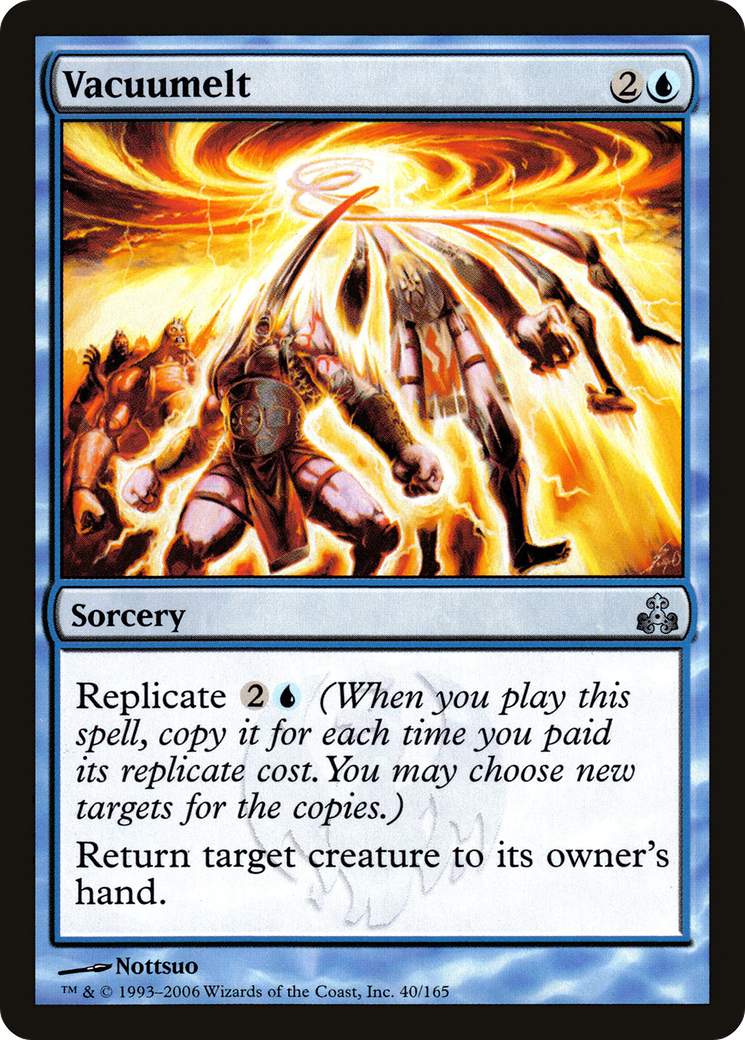 Vacuumelt 2
Sorcery
Replicate 2 (When you play this
spell, copy it for each time you paid
its replicate cost. You may choose new
targets for the copies.)
Return target creature to its owner's
hand.
Nottsuo
™ & © 1993–2006 Wizards of the Coast, Inc. 40/165